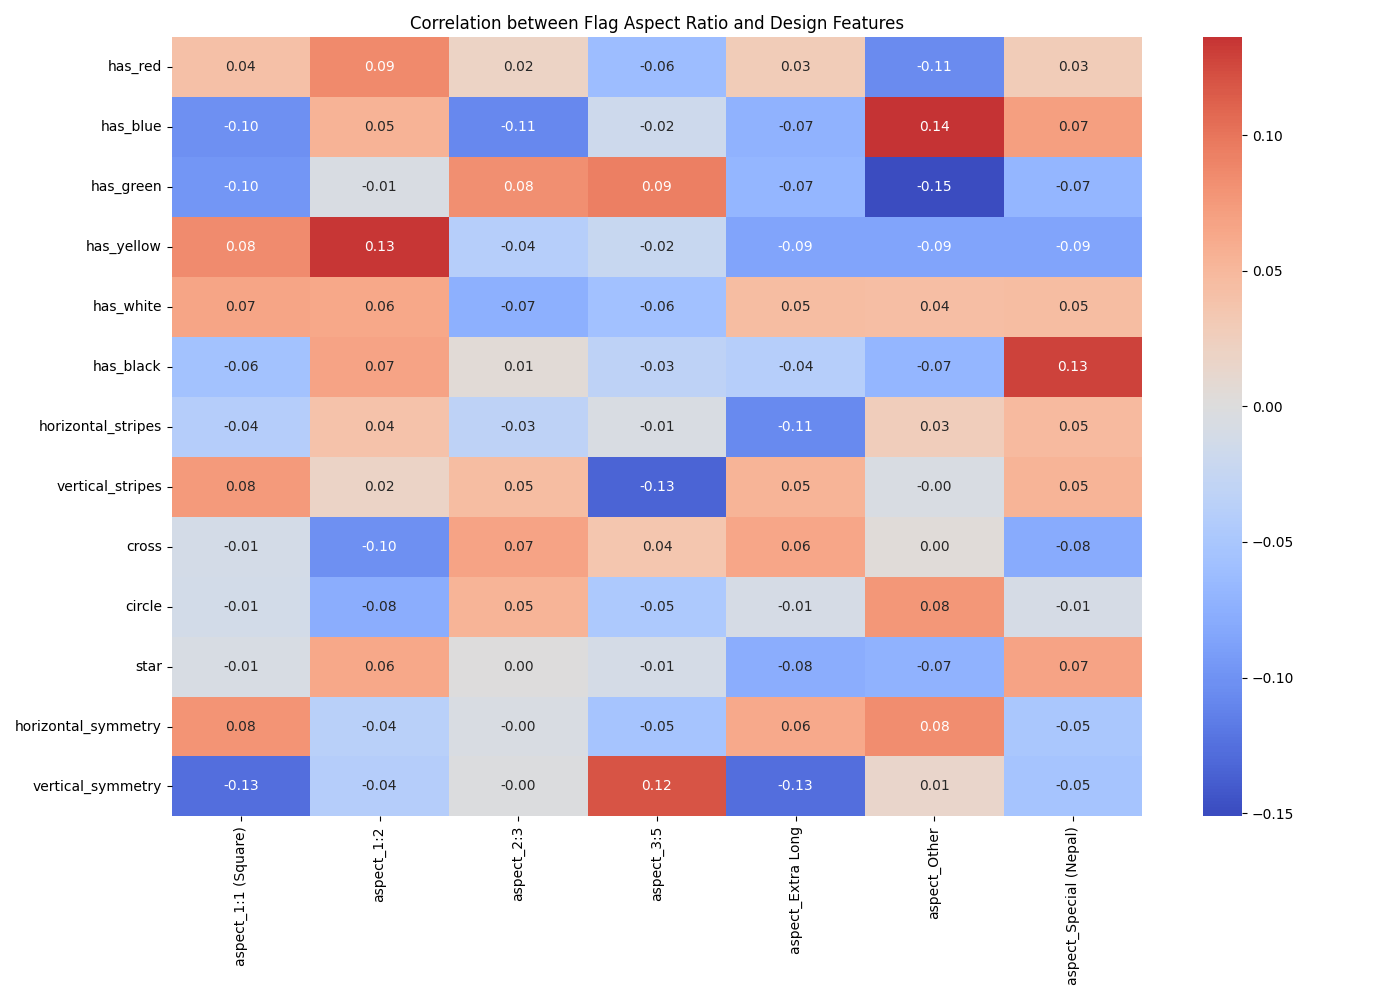 Correlation between Flag Aspect Ratio and Design Features
has_red 0.04 0.09 0.02 -0.06 0.03 -0.11 0.03
has_blue -0.10 0.05 -0.11 -0.02 -0.07 0.14 0.07
has_green -0.10 -0.01 0.08 0.09 -0.07 -0.15 -0.07
has_yellow 0.08 0.13 -0.04 -0.02 -0.09 -0.09 -0.09
has_white 0.07 0.06 -0.07 -0.06 0.05 0.04 0.05
has_black -0.06 0.07 0.01 -0.03 -0.04 -0.07 0.13
horizontal_stripes -0.04 0.04 -0.03 -0.01 -0.11 0.03 0.05
vertical_stripes 0.08 0.02 0.05 -0.13 0.05 -0.00 0.05
cross -0.01 -0.10 0.07 0.04 0.06 0.00 -0.08
circle -0.01 -0.08 0.05 -0.05 -0.01 0.08 -0.01
star -0.01 0.06 0.00 -0.01 -0.08 -0.07 0.07
horizontal_symmetry 0.08 -0.04 -0.00 -0.05 0.06 0.08 -0.05
vertical_symmetry -0.13 -0.04 -0.00 0.12 -0.13 0.01 -0.05
aspect_1:1 (Square)
aspect_1:2
aspect_2:3
aspect_3:5
aspect_Extra Long
aspect_Other
aspect_Special (Nepal)
0.10
0.05
0.00
−0.05
−0.10
−0.15